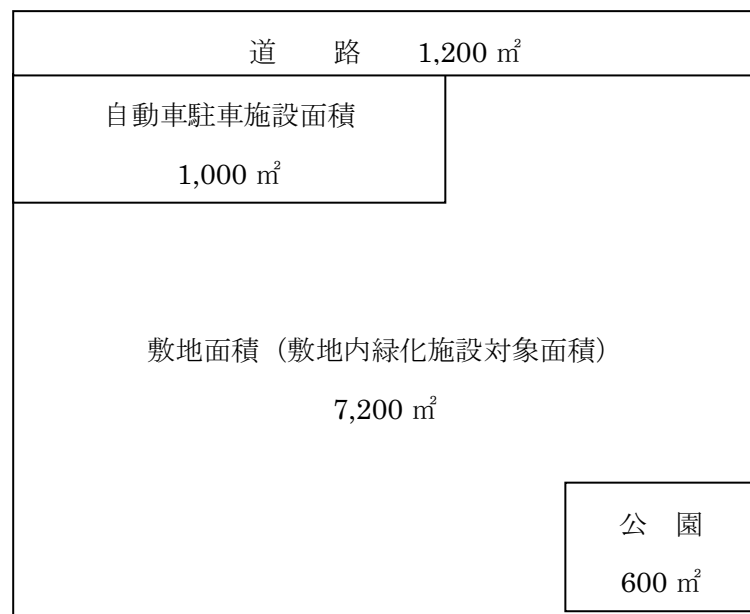 道　　路　　1,200 ㎡
自動車駐車施設面積
1,000 ㎡
敷地面積（敷地内緑化施設対象面積）
7,200 ㎡
公　園
600 ㎡